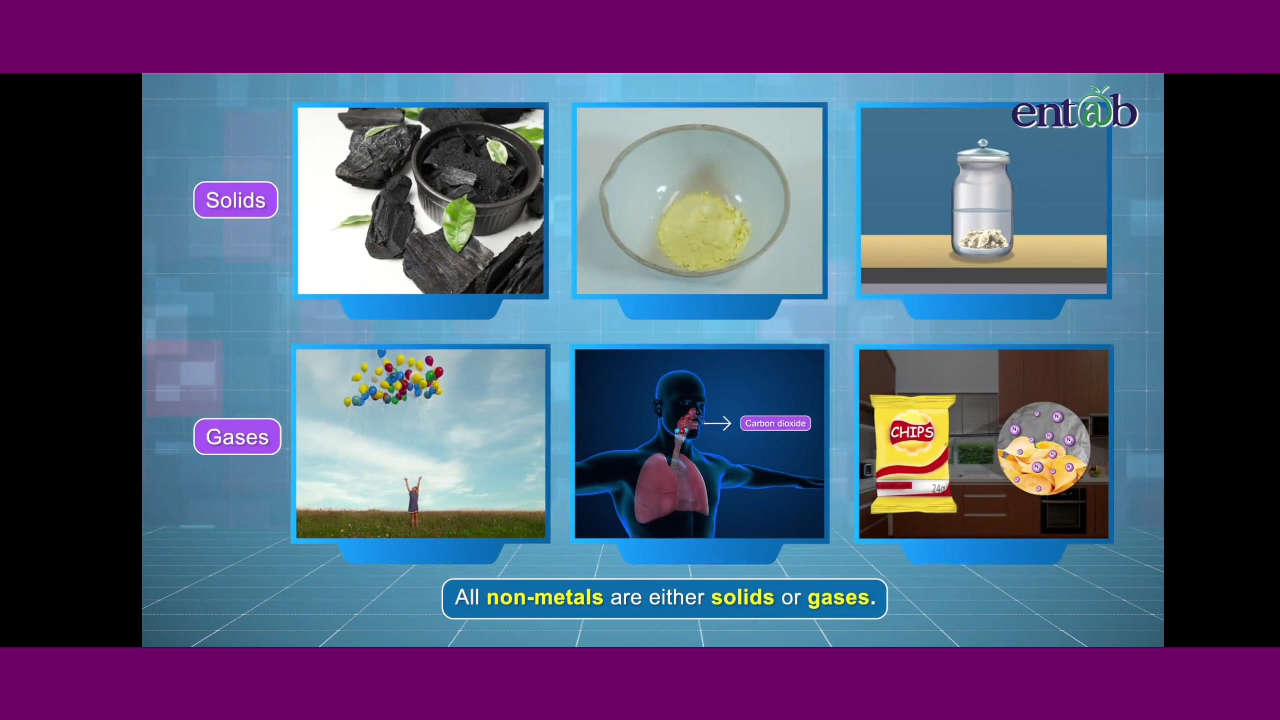 entab
Solids
Gases
Carbon dioxide
CHIPS
N
N
N
N
N
N
N
N
N
All non-metals are either solids or gases.